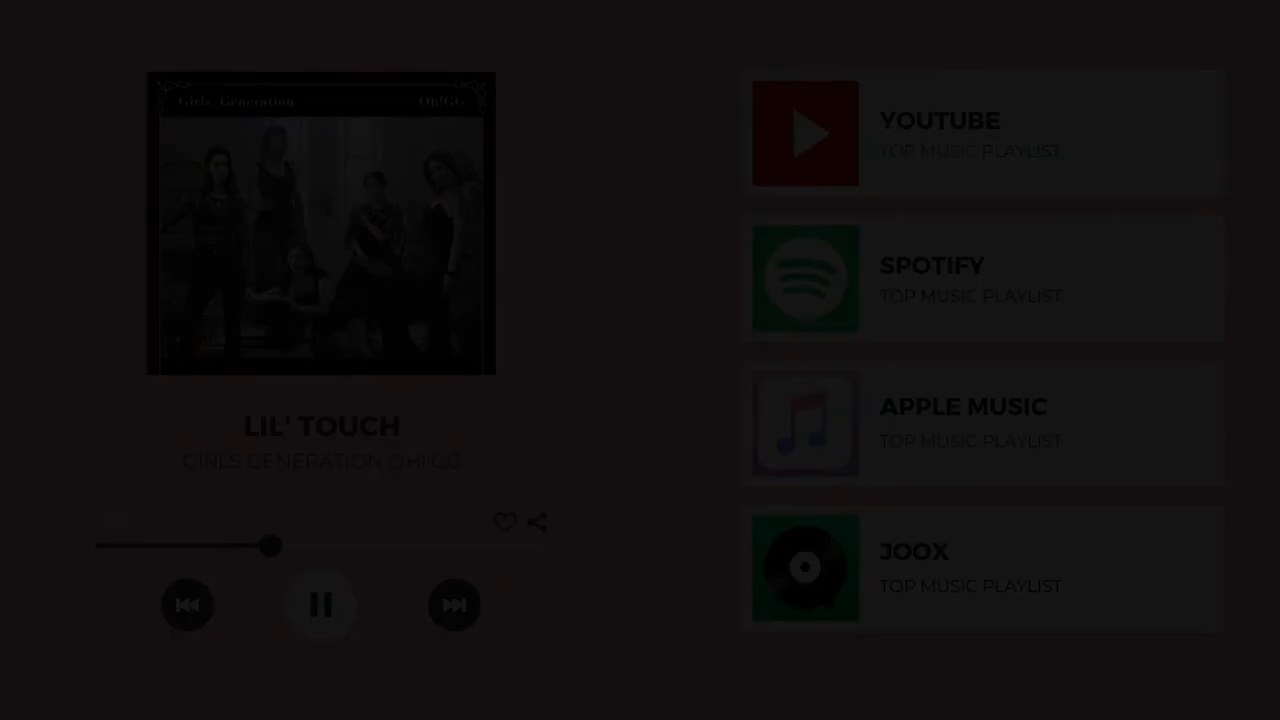 Girls' Generation Oh!GG
LIL' TOUCH
GIRLS GENERATION OH! GG
YOUTUBE
TOP MUSIC PLAYLIST
SPOTIFY
TOP MUSIC PLAYLIST
APPLE MUSIC
TOP MUSIC PLAYLIST
JOOX
TOP MUSIC PLAYLIST